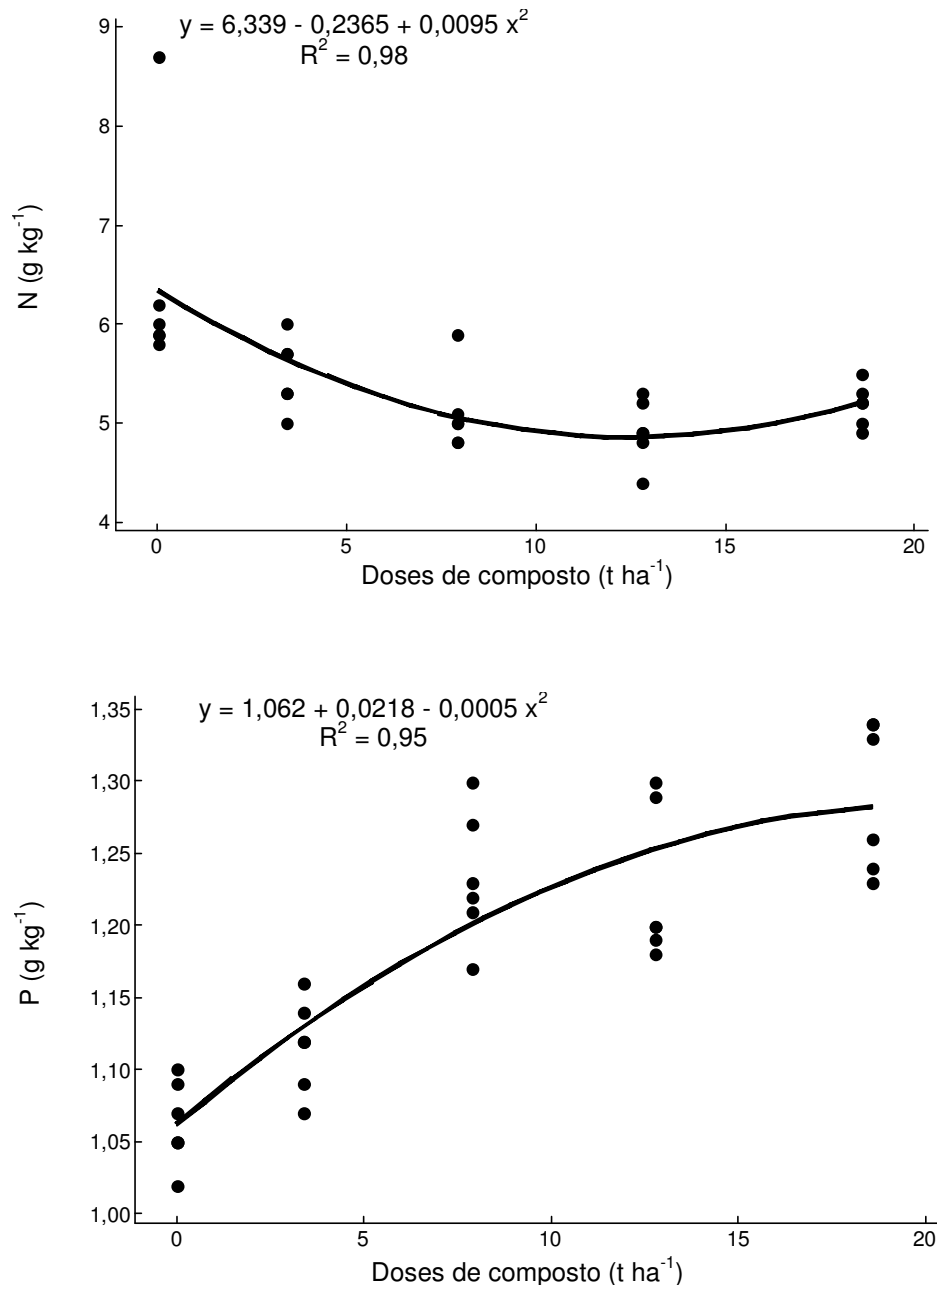 y = 6,339 - 0,2365 + 0,0095 x²
R² = 0,98
9
8
7
6
5
4
N (g kg⁻¹)
0 5 10 15 20
Doses de composto (t ha⁻¹)
y = 1,062 + 0,0218 - 0,0005 x²
R² = 0,95
1,35
1,30
1,25
1,20
1,15
1,10
1,05
1,00
P (g kg⁻¹)
0 5 10 15 20
Doses de composto (t ha⁻¹)